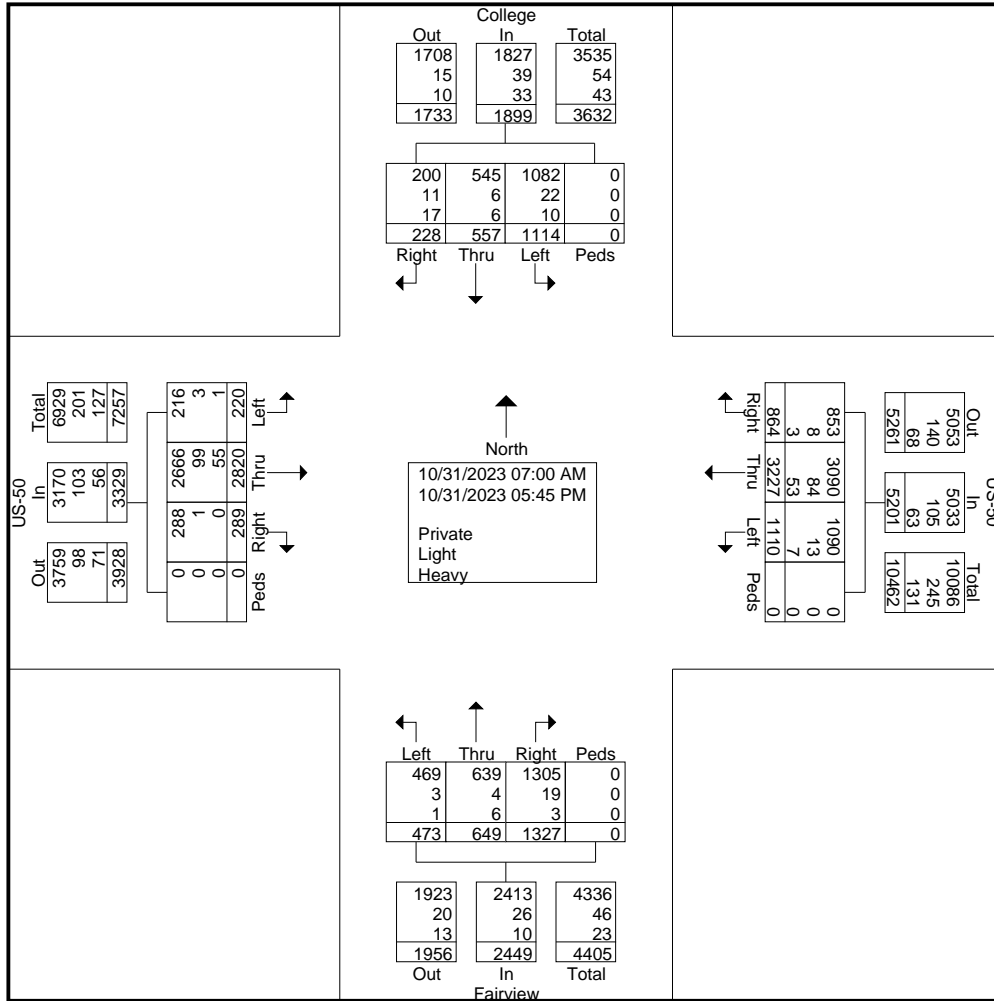 College
Out In Total
1708 1827 3535
15 39 54
10 33 43
1733 1899 3632
200 545 1082 0
11 6 22 0
17 6 10 0
228 557 1114 0
Right Thru Left Peds
US-50
Total In Out
6929 3170 3759
201 103 98
127 56 71
7257 3329 3928
Left Thru Right Peds
216 2666 288 0
3 99 1 0
1 55 0 0
220 2820 289 0
North
10/31/2023 07:00 AM
10/31/2023 05:45 PM
Private
Light
Heavy
Right Thru Left Peds
853 3090 1090 0
8 84 13 0
3 53 7 0
864 3227 1110 0
US-50
Out In Total
5053 5033 10086
140 105 245
68 63 131
5261 5201 10462
Left Thru Right Peds
469 639 1305 0
3 4 19 0
1 6 3 0
473 649 1327 0
1923 2413 4336
20 26 46
13 10 23
1956 2449 4405
Out In Total
Fairview